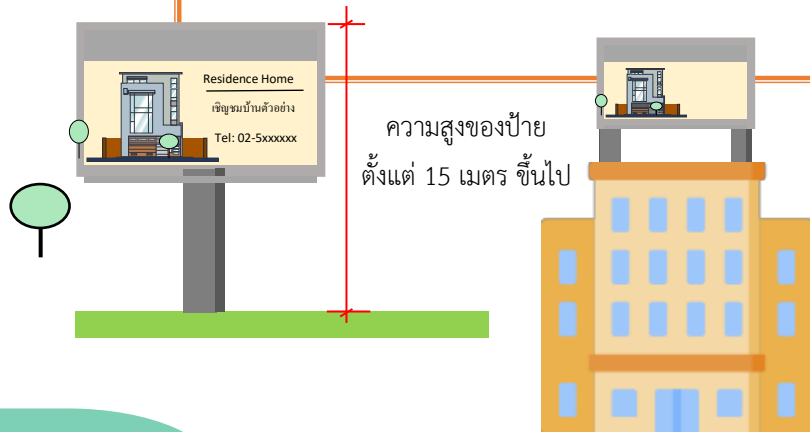 Residence Home
เชิญชมบ้านตัวอย่าง
Tel: 02-5xxxxxx
ความสูงของป้าย
ตั้งแต่ 15 เมตร ขึ้นไป